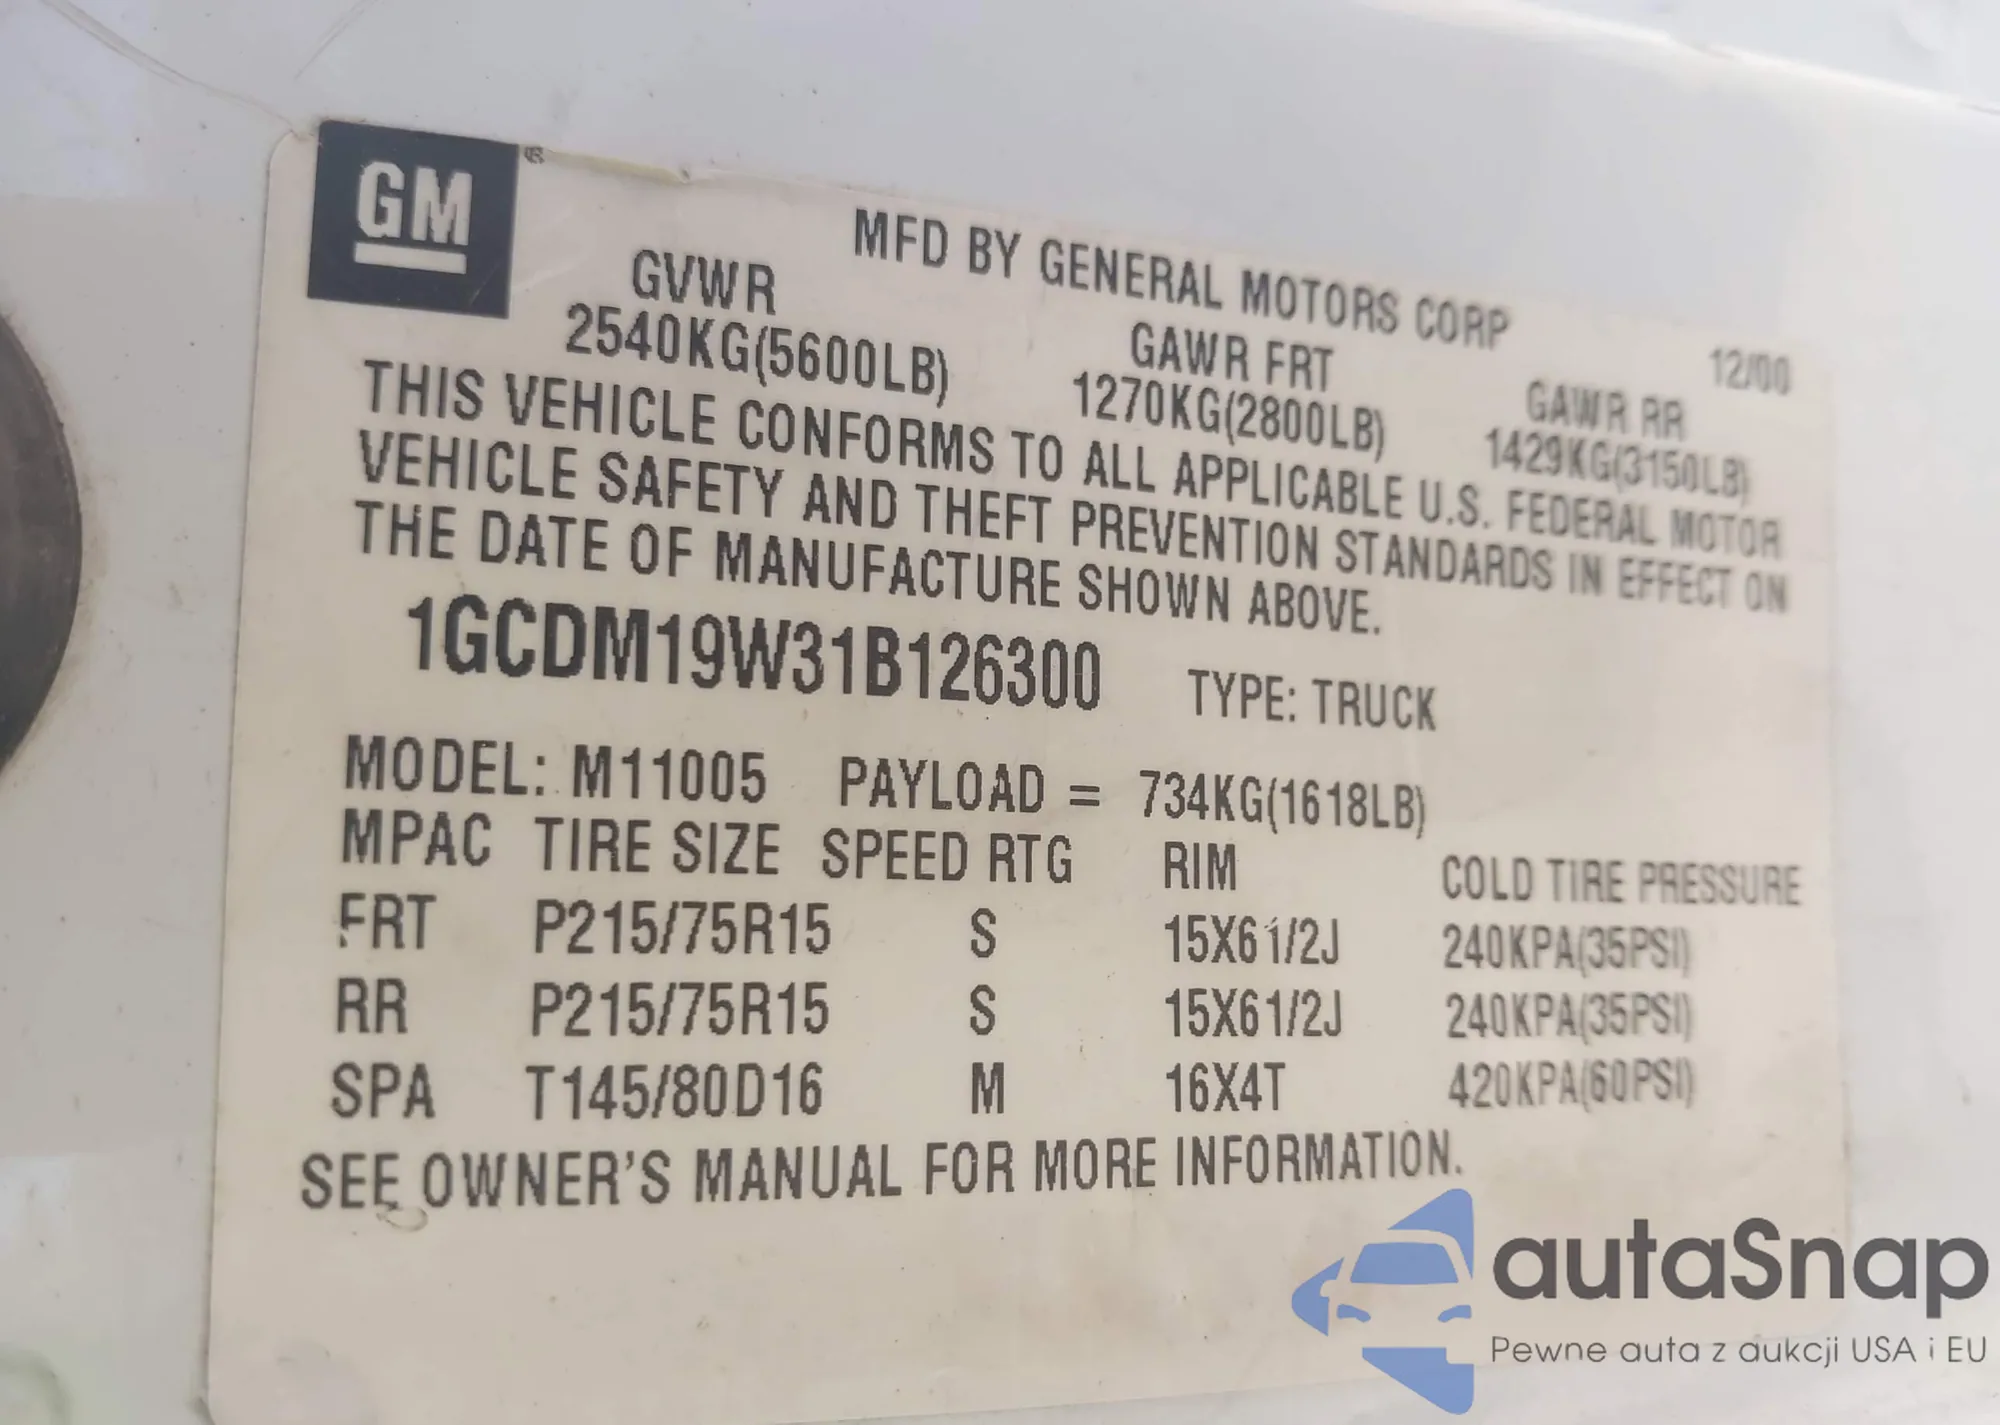 GM ®
MFD BY GENERAL MOTORS CORP 12/00
GVWR GAWR FRT GAWR RR
2540KG(5600LB) 1270KG(2800LB) 1429KG(3150LB)
THIS VEHICLE CONFORMS TO ALL APPLICABLE U.S. FEDERAL MOTOR
VEHICLE SAFETY AND THEFT PREVENTION STANDARDS IN EFFECT ON
THE DATE OF MANUFACTURE SHOWN ABOVE.
1GCDM19W31B126300 TYPE: TRUCK
MODEL: M11005 PAYLOAD = 734KG(1618LB)
MPAC TIRE SIZE SPEED RTG RIM COLD TIRE PRESSURE
FRT P215/75R15 S 15X6 1/2J 240KPA(35PSI)
RR P215/75R15 S 15X6 1/2J 240KPA(35PSI)
SPA T145/80D16 M 16X4T 420KPA(60PSI)
SEE OWNER'S MANUAL FOR MORE INFORMATION.
autaSnap
Pewne auta z aukcji USA i EU